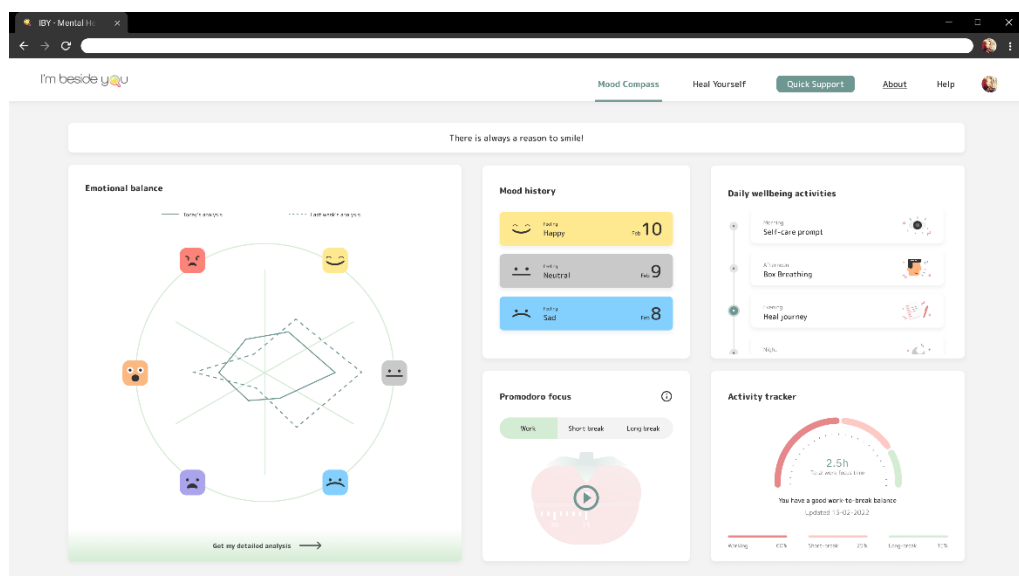 IBY - Mental He
I'm beside you
Mood Compass
Heal Yourself
Quick Support
About
Help
There is always a reason to smile!
Emotional balance
Today's analysis
Last week's analysis
Get my detailed analysis
Mood history
Feeling
Happy
Feb 10
Feeling
Neutral
Feb 9
Feeling
Sad
Feb 8
Promodoro focus
Work
Short break
Long break
Daily wellbeing activities
Morning
Self-care prompt
Afternoon
Box Breathing
Evening
Heal journey
Night
Activity tracker
2.5h
Total work focus time
You have a good work-to-break balance
Updated 15-02-2022
Working
60%
Short-break
Long-break
10%